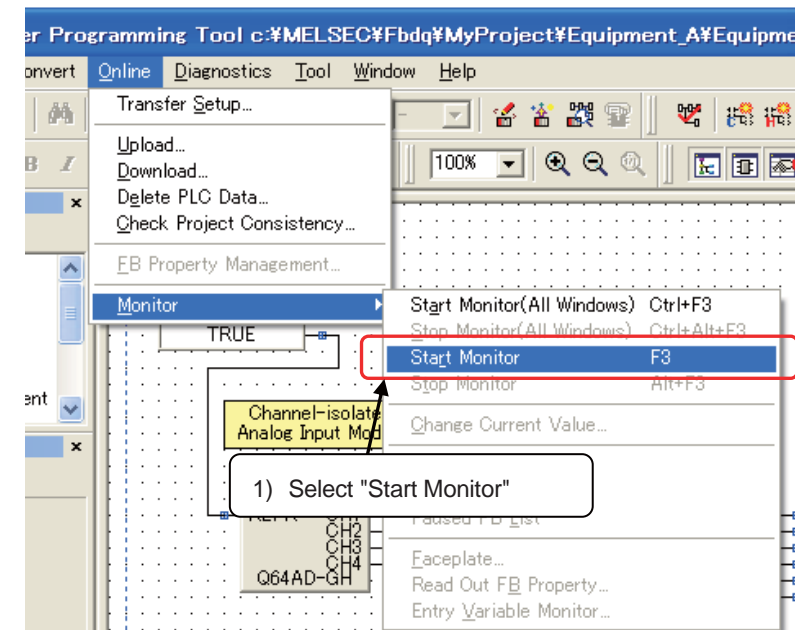 er Programming Tool c:¥MELSEC¥Fbdq¥MyProject¥Equipment_A¥Equipme
onvert Online Diagnostics Tool Window Help
Transfer Setup...
Upload...
Download...
Delete PLC Data...
Check Project Consistency...
FB Property Management...
Monitor
B I
100%
Start Monitor(All Windows) Ctrl+F3
Stop Monitor(All Windows) Ctrl+Alt+F3
Start Monitor F3
Stop Monitor Alt+F3
Change Current Value...
Paused FB List
Faceplate...
Read Out FB Property...
Entry Variable Monitor...
TRUE
ent
Channel-isolate
Analog Input Mod
1) Select "Start Monitor"
CH2
CH3
CH4
Q64AD-GH